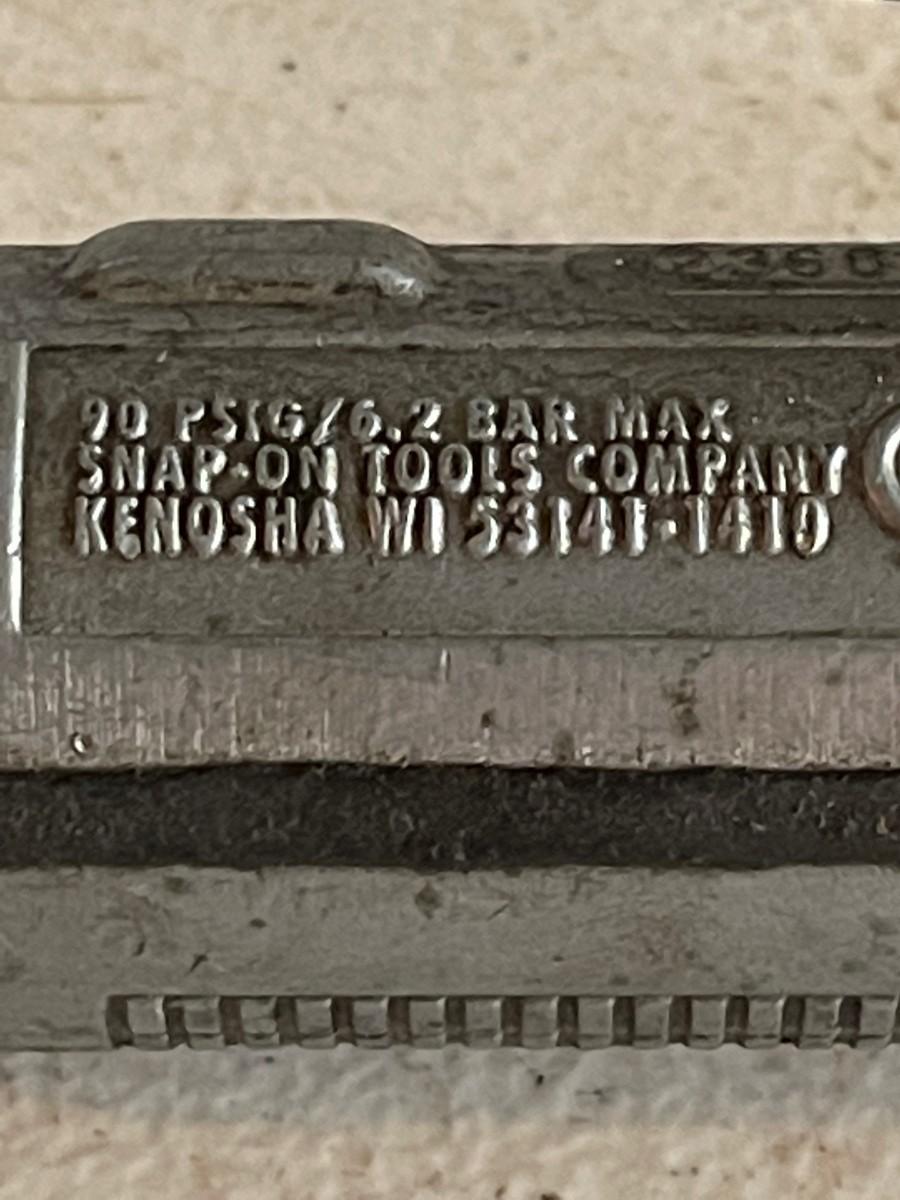 90 PSIG/6.2 BAR MAX
SNAP-ON TOOLS COMPANY
KENOSHA WI 53141-1410